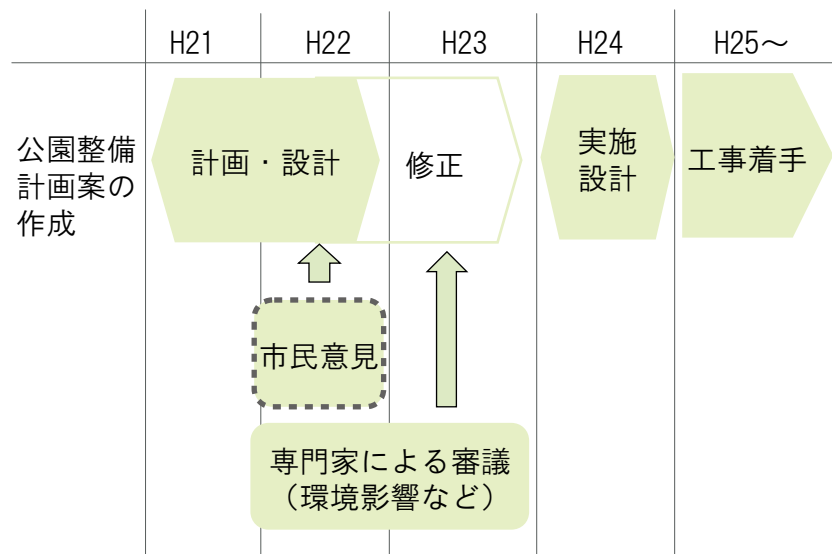 H21 H22 H23 H24 H25～
公園整備
計画案の
作成
計画・設計
修正
実施
設計
工事着手
市民意見
専門家による審議
（環境影響など）